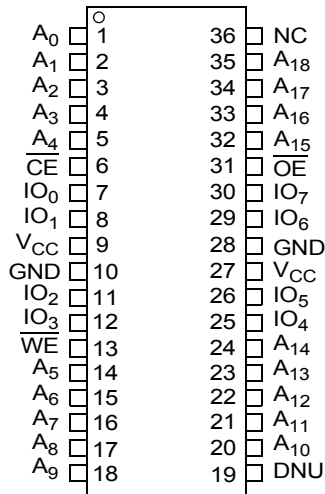 A0 1 36 NC
A1 2 35 A18
A2 3 34 A17
A3 4 33 A16
A4 5 32 A15
C̅E̅ 6 31 O̅E̅
IO0 7 30 IO7
IO1 8 29 IO6
VCC 9 28 GND
GND 10 27 VCC
IO2 11 26 IO5
IO3 12 25 IO4
W̅E̅ 13 24 A14
A5 14 23 A13
A6 15 22 A12
A7 16 21 A11
A8 17 20 A10
A9 18 19 DNU